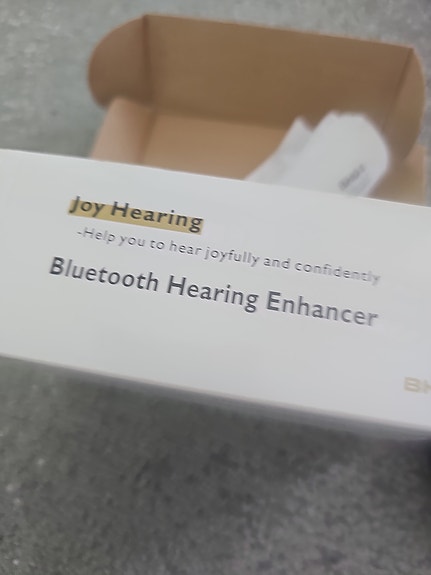 Joy Hearing
-Help you to hear joyfully and confidently
Bluetooth Hearing Enhancer